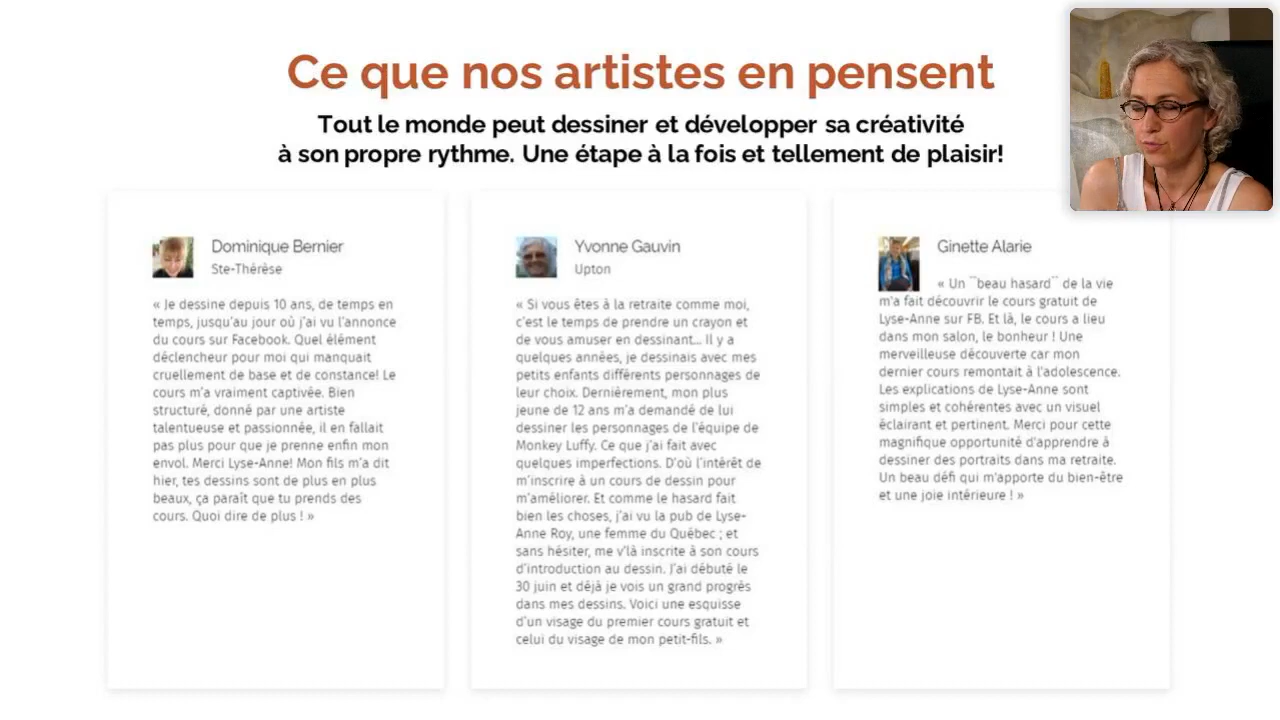 Ce que nos artistes en pensent
Tout le monde peut dessiner et développer sa créativité
à son propre rythme. Une étape à la fois et tellement de plaisir!
Dominique Bernier
Ste-Thérèse
« Je dessine depuis 10 ans, de temps en
temps, jusqu'au jour où j'ai vu l'annonce
du cours sur Facebook. Quel élément
déclencheur pour moi qui manquait
cruellement de base et de constance! Le
cours m'a vraiment captivée. Bien
structuré, donné par une artiste
talentueuse et passionnée, il en fallait
pas plus pour que je prenne enfin mon
envol. Merci Lyse-Anne! Mon fils m'a dit
hier, tes dessins sont de plus en plus
beaux, ça paraît que tu prends des
cours. Quoi dire de plus ! »
Yvonne Gauvin
Upton
« Si vous êtes à la retraite comme moi,
c'est le temps de prendre un crayon et
de vous amuser en dessinant... Il y a
quelques années, je dessinais avec mes
petits enfants différents personnages de
leur choix. Dernièrement, mon plus
jeune de 12 ans m'a demandé de lui
dessiner les personnages de l'équipe de
Monkey Luffy. Ce que j'ai fait avec
quelques imperfections. D'où l'intérêt de
m'inscrire à un cours de dessin pour
m'améliorer. Et comme le hasard fait
bien les choses, j'ai vu la pub de Lyse-
Anne Roy, une femme du Québec ; et
sans hésiter, me v'là inscrite à son cours
d'introduction au dessin. J'ai débuté le
30 juin et déjà je vois un grand progrès
dans mes dessins. Voici une esquisse
d'un visage du premier cours gratuit et
celui du visage de mon petit-fils. »
Ginette Alarie
« Un ¨¨beau hasard¨¨ de la vie
m'a fait découvrir le cours gratuit de
Lyse-Anne sur FB. Et là, le cours a lieu
dans mon salon, le bonheur ! Une
merveilleuse découverte car mon
dernier cours remontait à l'adolescence.
Les explications de Lyse-Anne sont
simples et cohérentes avec un visuel
éclairant et pertinent. Merci pour cette
magnifique opportunité d'apprendre à
dessiner des portraits dans ma retraite.
Un beau défi qui m'apporte du bien-être
et une joie intérieure ! »